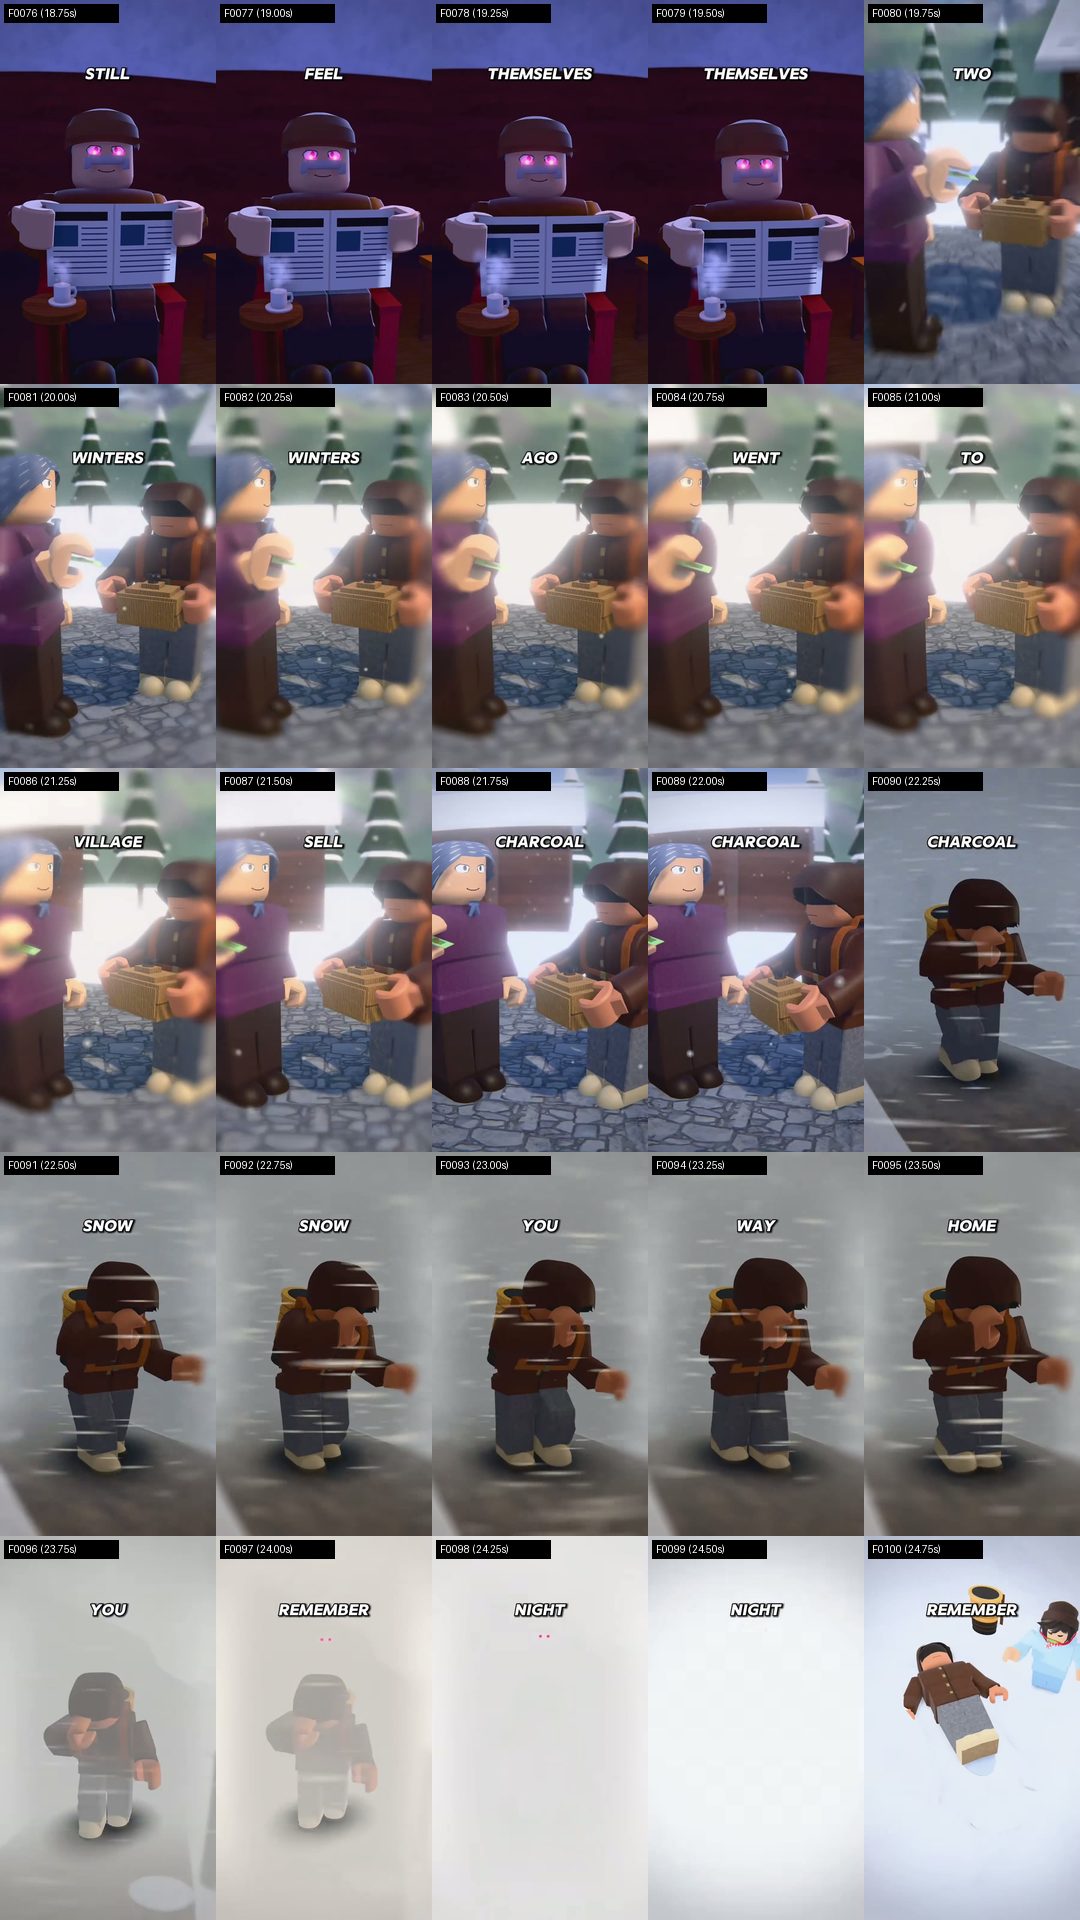 F0076 (18.75s)
STILL
F0077 (19.00s)
FEEL
F0078 (19.25s)
THEMSELVES
F0079 (19.50s)
THEMSELVES
F0080 (19.75s)
TWO
F0081 (20.00s)
WINTERS
F0082 (20.25s)
WINTERS
F0083 (20.50s)
AGO
F0084 (20.75s)
WENT
F0085 (21.00s)
TO
F0086 (21.25s)
VILLAGE
F0087 (21.50s)
SELL
F0088 (21.75s)
CHARCOAL
F0089 (22.00s)
CHARCOAL
F0090 (22.25s)
CHARCOAL
F0091 (22.50s)
SNOW
F0092 (22.75s)
SNOW
F0093 (23.00s)
YOU
F0094 (23.25s)
WAY
F0095 (23.50s)
HOME
F0096 (23.75s)
YOU
F0097 (24.00s)
REMEMBER
F0098 (24.25s)
NIGHT
F0099 (24.50s)
NIGHT
F0100 (24.75s)
REMEMBER